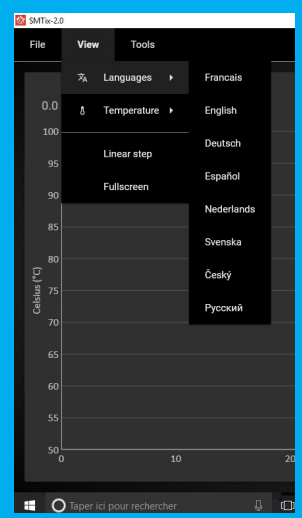 SMTix-2.0
File View Tools
Languages
Temperature
Linear step
Fullscreen
Francais
English
Deutsch
Español
Nederlands
Svenska
Český
Русский
0.0
100
95
90
85
80
75
70
65
60
55
50
Celsius (°C)
0 10 20
Taper ici pour rechercher